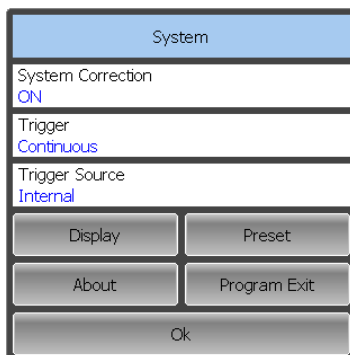 System
System Correction
ON
Trigger
Continuous
Trigger Source
Internal
Display
Preset
About
Program Exit
Ok